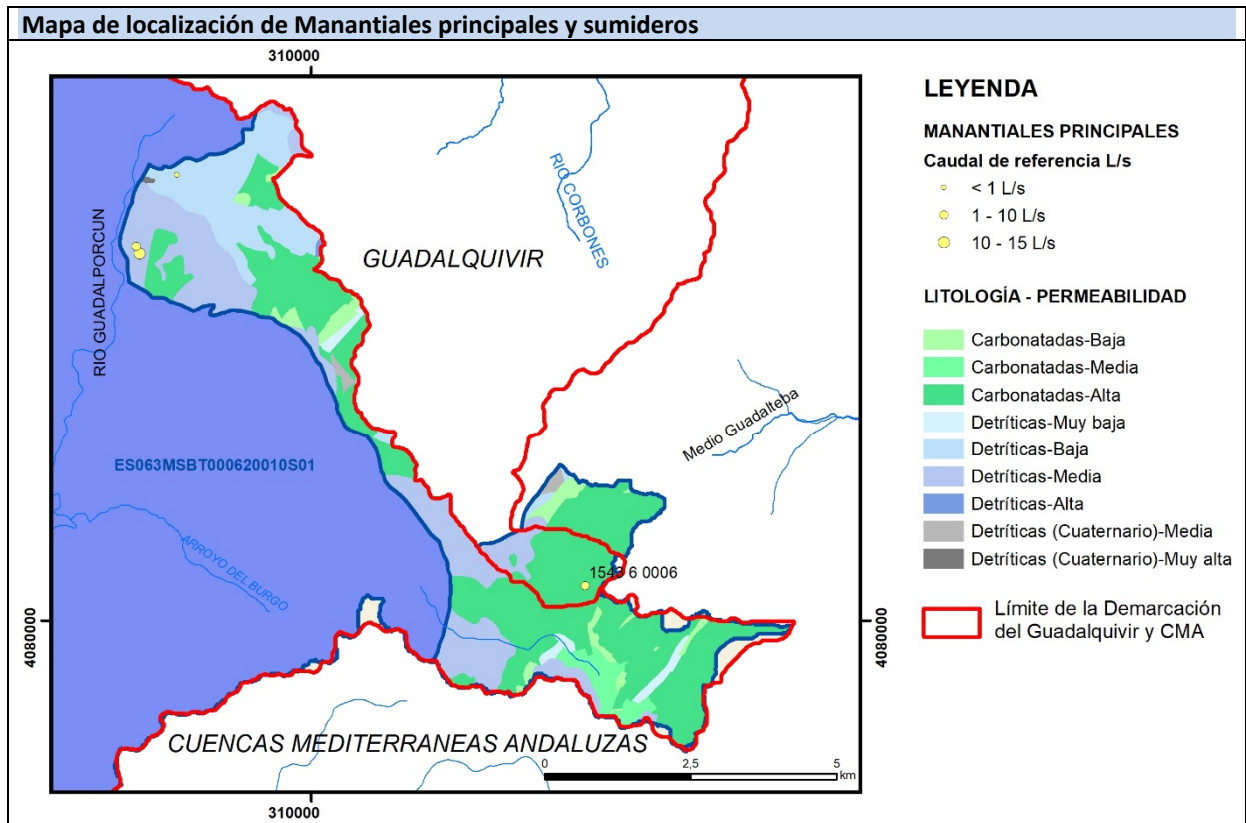 Mapa de localización de Manantiales principales y sumideros
310000
RIO GUADALPORCUN
RIO CORBONES
GUADALQUIVIR
Medio Guadalteba
ES063MSBT000620010S01
ARROYO DEL BURGO
1543 6 0006
4080000
4080000
CUENCAS MEDITERRANEAS ANDALUZAS
0 2,5 5
km
310000
LEYENDA
MANANTIALES PRINCIPALES
Caudal de referencia L/s
< 1 L/s
1 - 10 L/s
10 - 15 L/s
LITOLOGÍA - PERMEABILIDAD
Carbonatadas-Baja
Carbonatadas-Media
Carbonatadas-Alta
Detríticas-Muy baja
Detríticas-Baja
Detríticas-Media
Detríticas-Alta
Detríticas (Cuaternario)-Media
Detríticas (Cuaternario)-Muy alta
Límite de la Demarcación
del Guadalquivir y CMA